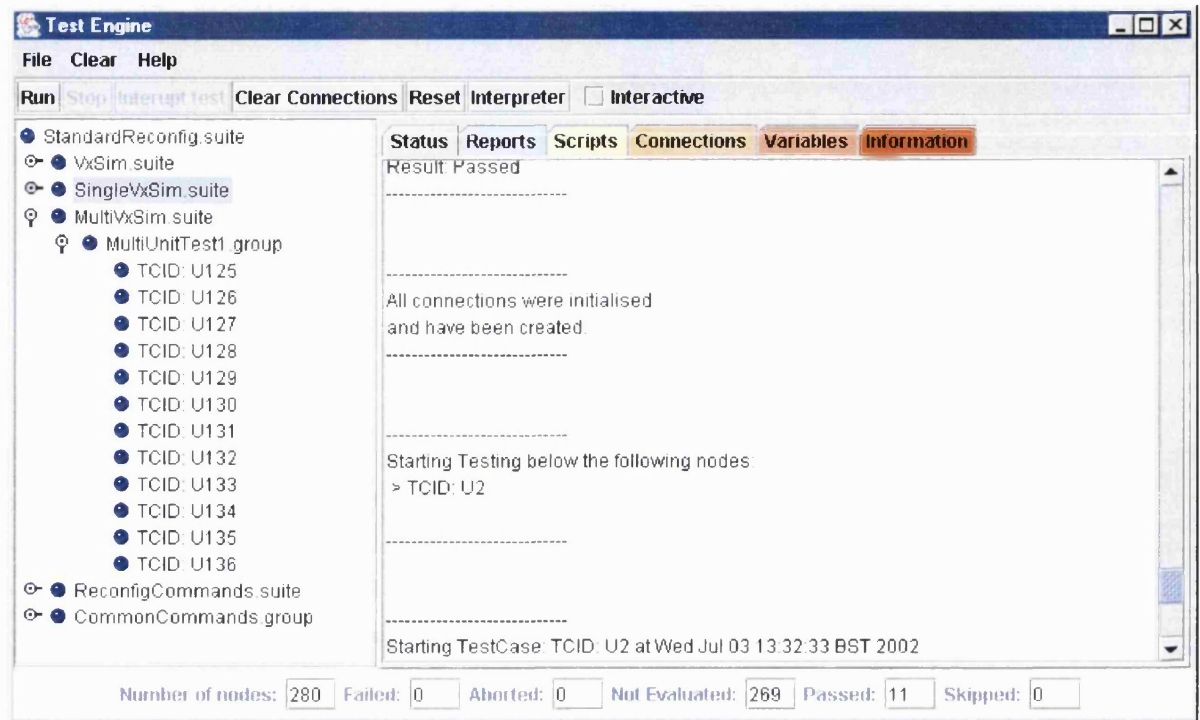 Test Engine
File Clear Help
Run Stop Interupt test Clear Connections Reset Interpreter Interactive
StandardReconfig.suite
VxSim.suite
SingleVxSim.suite
MultiVxSim.suite
MultiUnitTest1.group
TCID: U125
TCID: U126
TCID: U127
TCID: U128
TCID: U129
TCID: U130
TCID: U131
TCID: U132
TCID: U133
TCID: U134
TCID: U135
TCID: U136
ReconfigCommands.suite
CommonCommands.group
Status Reports Scripts Connections Variables Information
Result: Passed
----------------------------
----------------------------
All connections were initialised
and have been created.
----------------------------
----------------------------
Starting Testing below the following nodes:
> TCID: U2
----------------------------
----------------------------
Starting TestCase: TCID: U2 at Wed Jul 03 13:32:33 BST 2002
Number of nodes: 280 Failed: 0 Aborted: 0 Not Evaluated: 269 Passed: 11 Skipped: 0